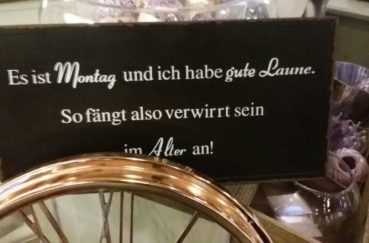 Es ist Montag und ich habe gute Laune.
So fängt also verwirrt sein
im Alter an!